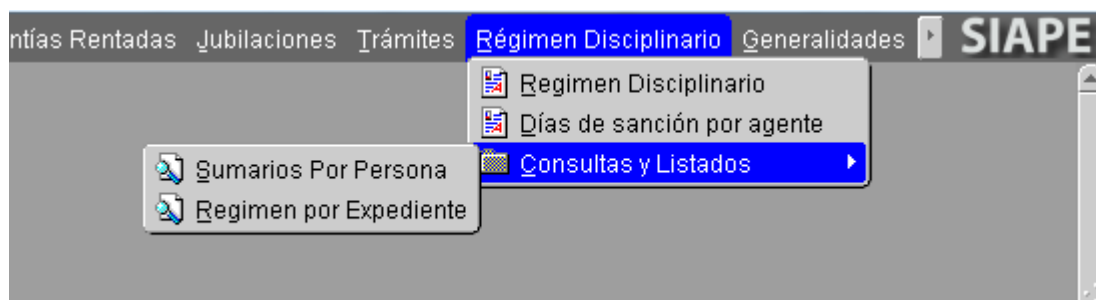 ntías Rentadas Jubilaciones Trámites Régimen Disciplinario Generalidades SIAPE
Regimen Disciplinario
Días de sanción por agente
Consultas y Listados
Sumarios Por Persona
Regimen por Expediente